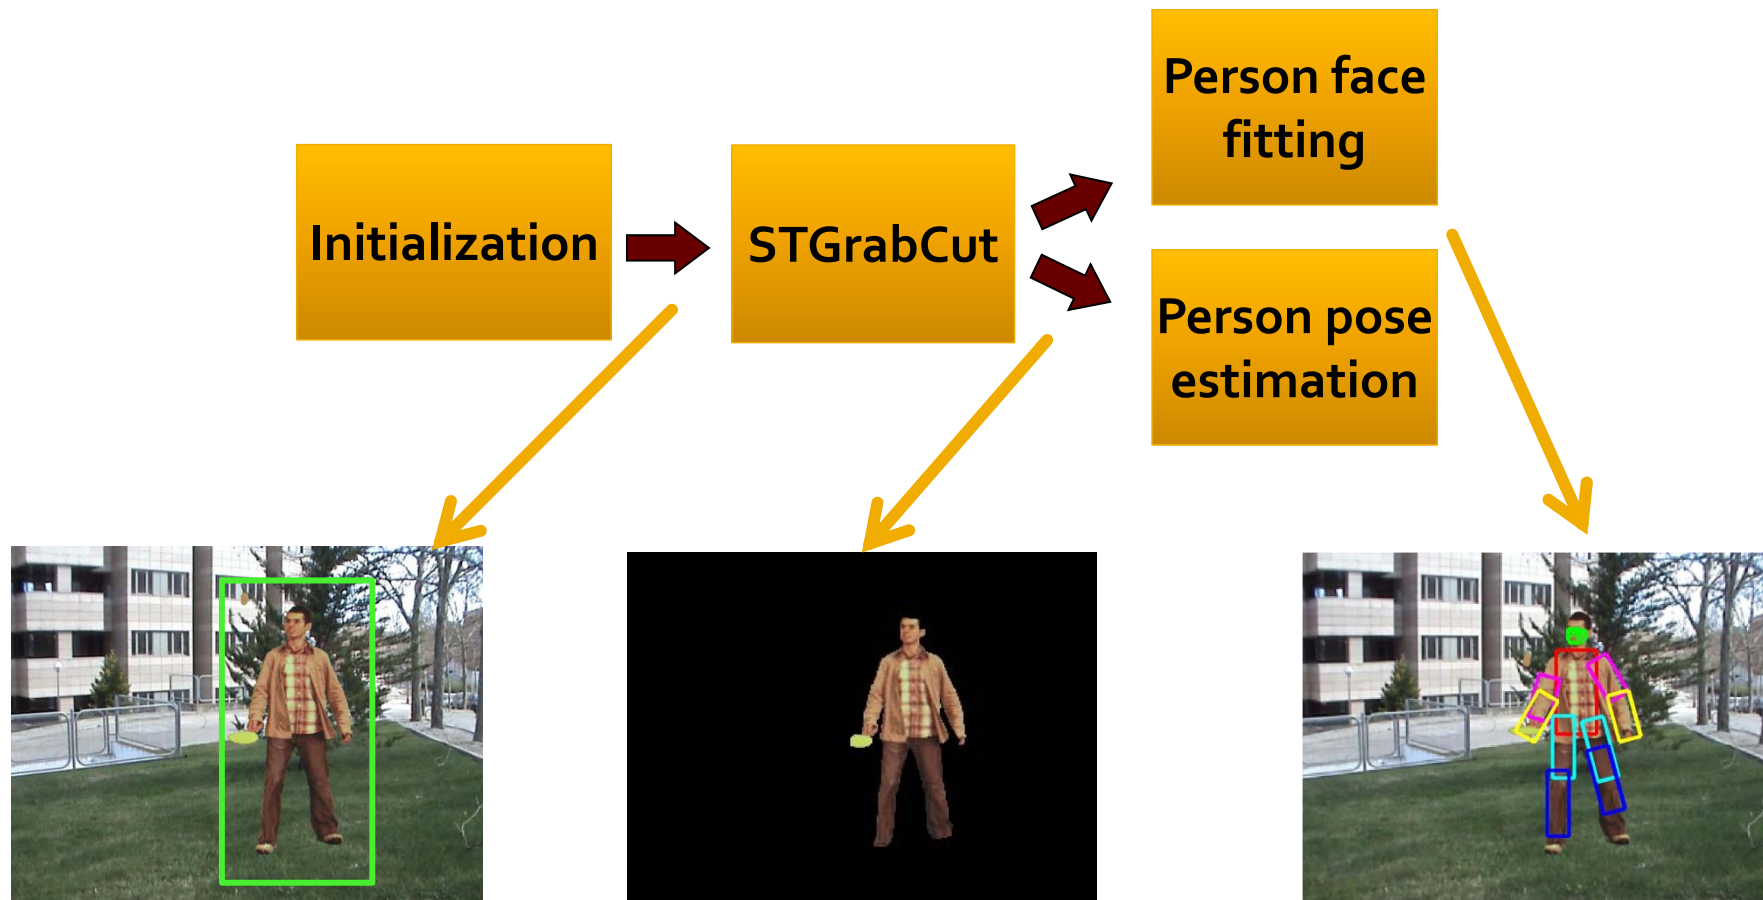 Person face
fitting
Initialization
STGrabCut
Person pose
estimation